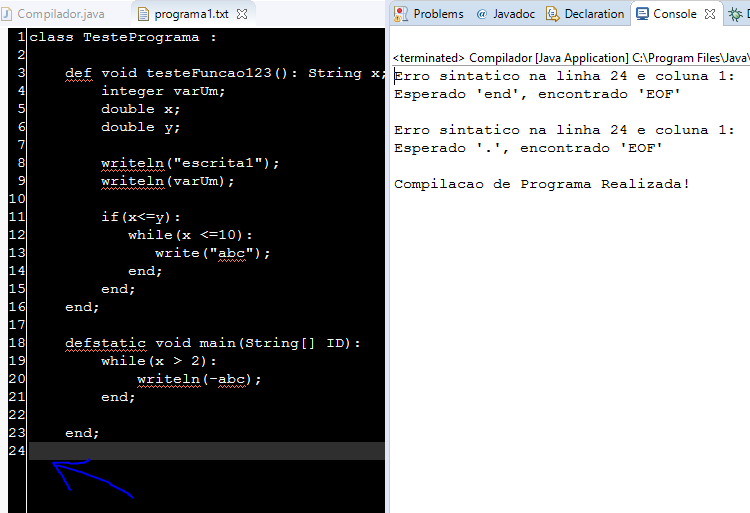 Compilador.java
programa1.txt
1 class TestePrograma :
2
3 def void testeFuncao123(): String x;
4 integer varUm;
5 double x;
6 double y;
7
8 writeln("escrita1");
9 writeln(varUm);
10
11 if(x<=y):
12 while(x <=10):
13 write("abc");
14 end;
15 end;
16 end;
17
18 defstatic void main(String[] ID):
19 while(x > 2):
20 writeln(-abc);
21 end;
22
23 end;
24
Problems @ Javadoc Declaration Console
<terminated> Compilador [Java Application] C:\Program Files\Java\
Erro sintatico na linha 24 e coluna 1:
Esperado 'end', encontrado 'EOF'
Erro sintatico na linha 24 e coluna 1:
Esperado '.', encontrado 'EOF'
Compilacao de Programa Realizada!